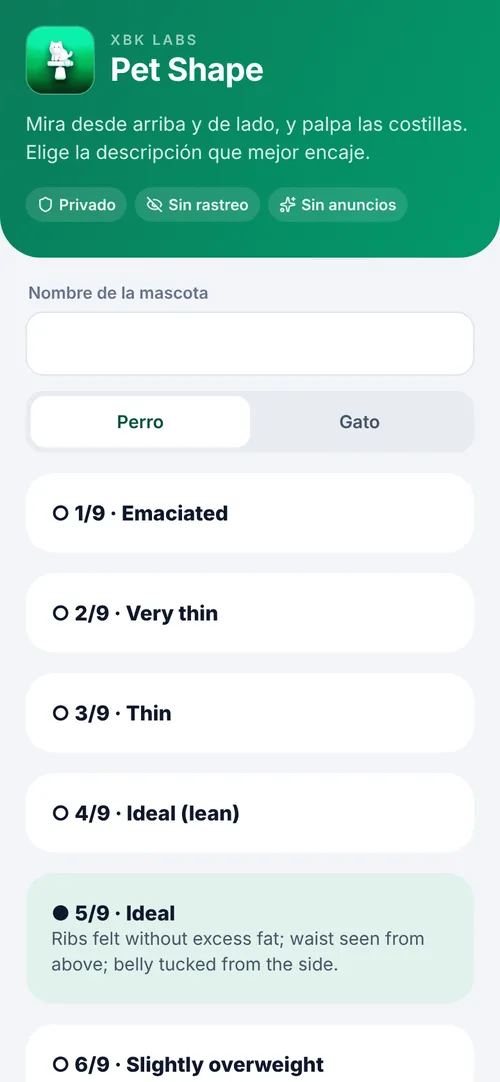 XBK LABS
Pet Shape
Mira desde arriba y de lado, y palpa las costillas.
Elige la descripción que mejor encaje.
Privado
Sin rastreo
Sin anuncios
Nombre de la mascota
Perro
Gato
1/9 · Emaciated
2/9 · Very thin
3/9 · Thin
4/9 · Ideal (lean)
5/9 · Ideal
Ribs felt without excess fat; waist seen from
above; belly tucked from the side.
6/9 · Slightly overweight